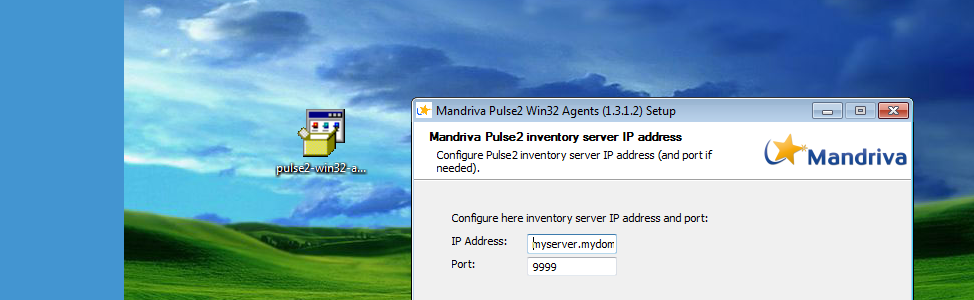 pulse2-win32-a...
Mandriva Pulse2 Win32 Agents (1.3.1.2) Setup
Mandriva Pulse2 inventory server IP address
Configure Pulse2 inventory server IP address (and port if
needed).
Mandriva
Configure here inventory server IP address and port:
IP Address: myserver.mydom
Port: 9999